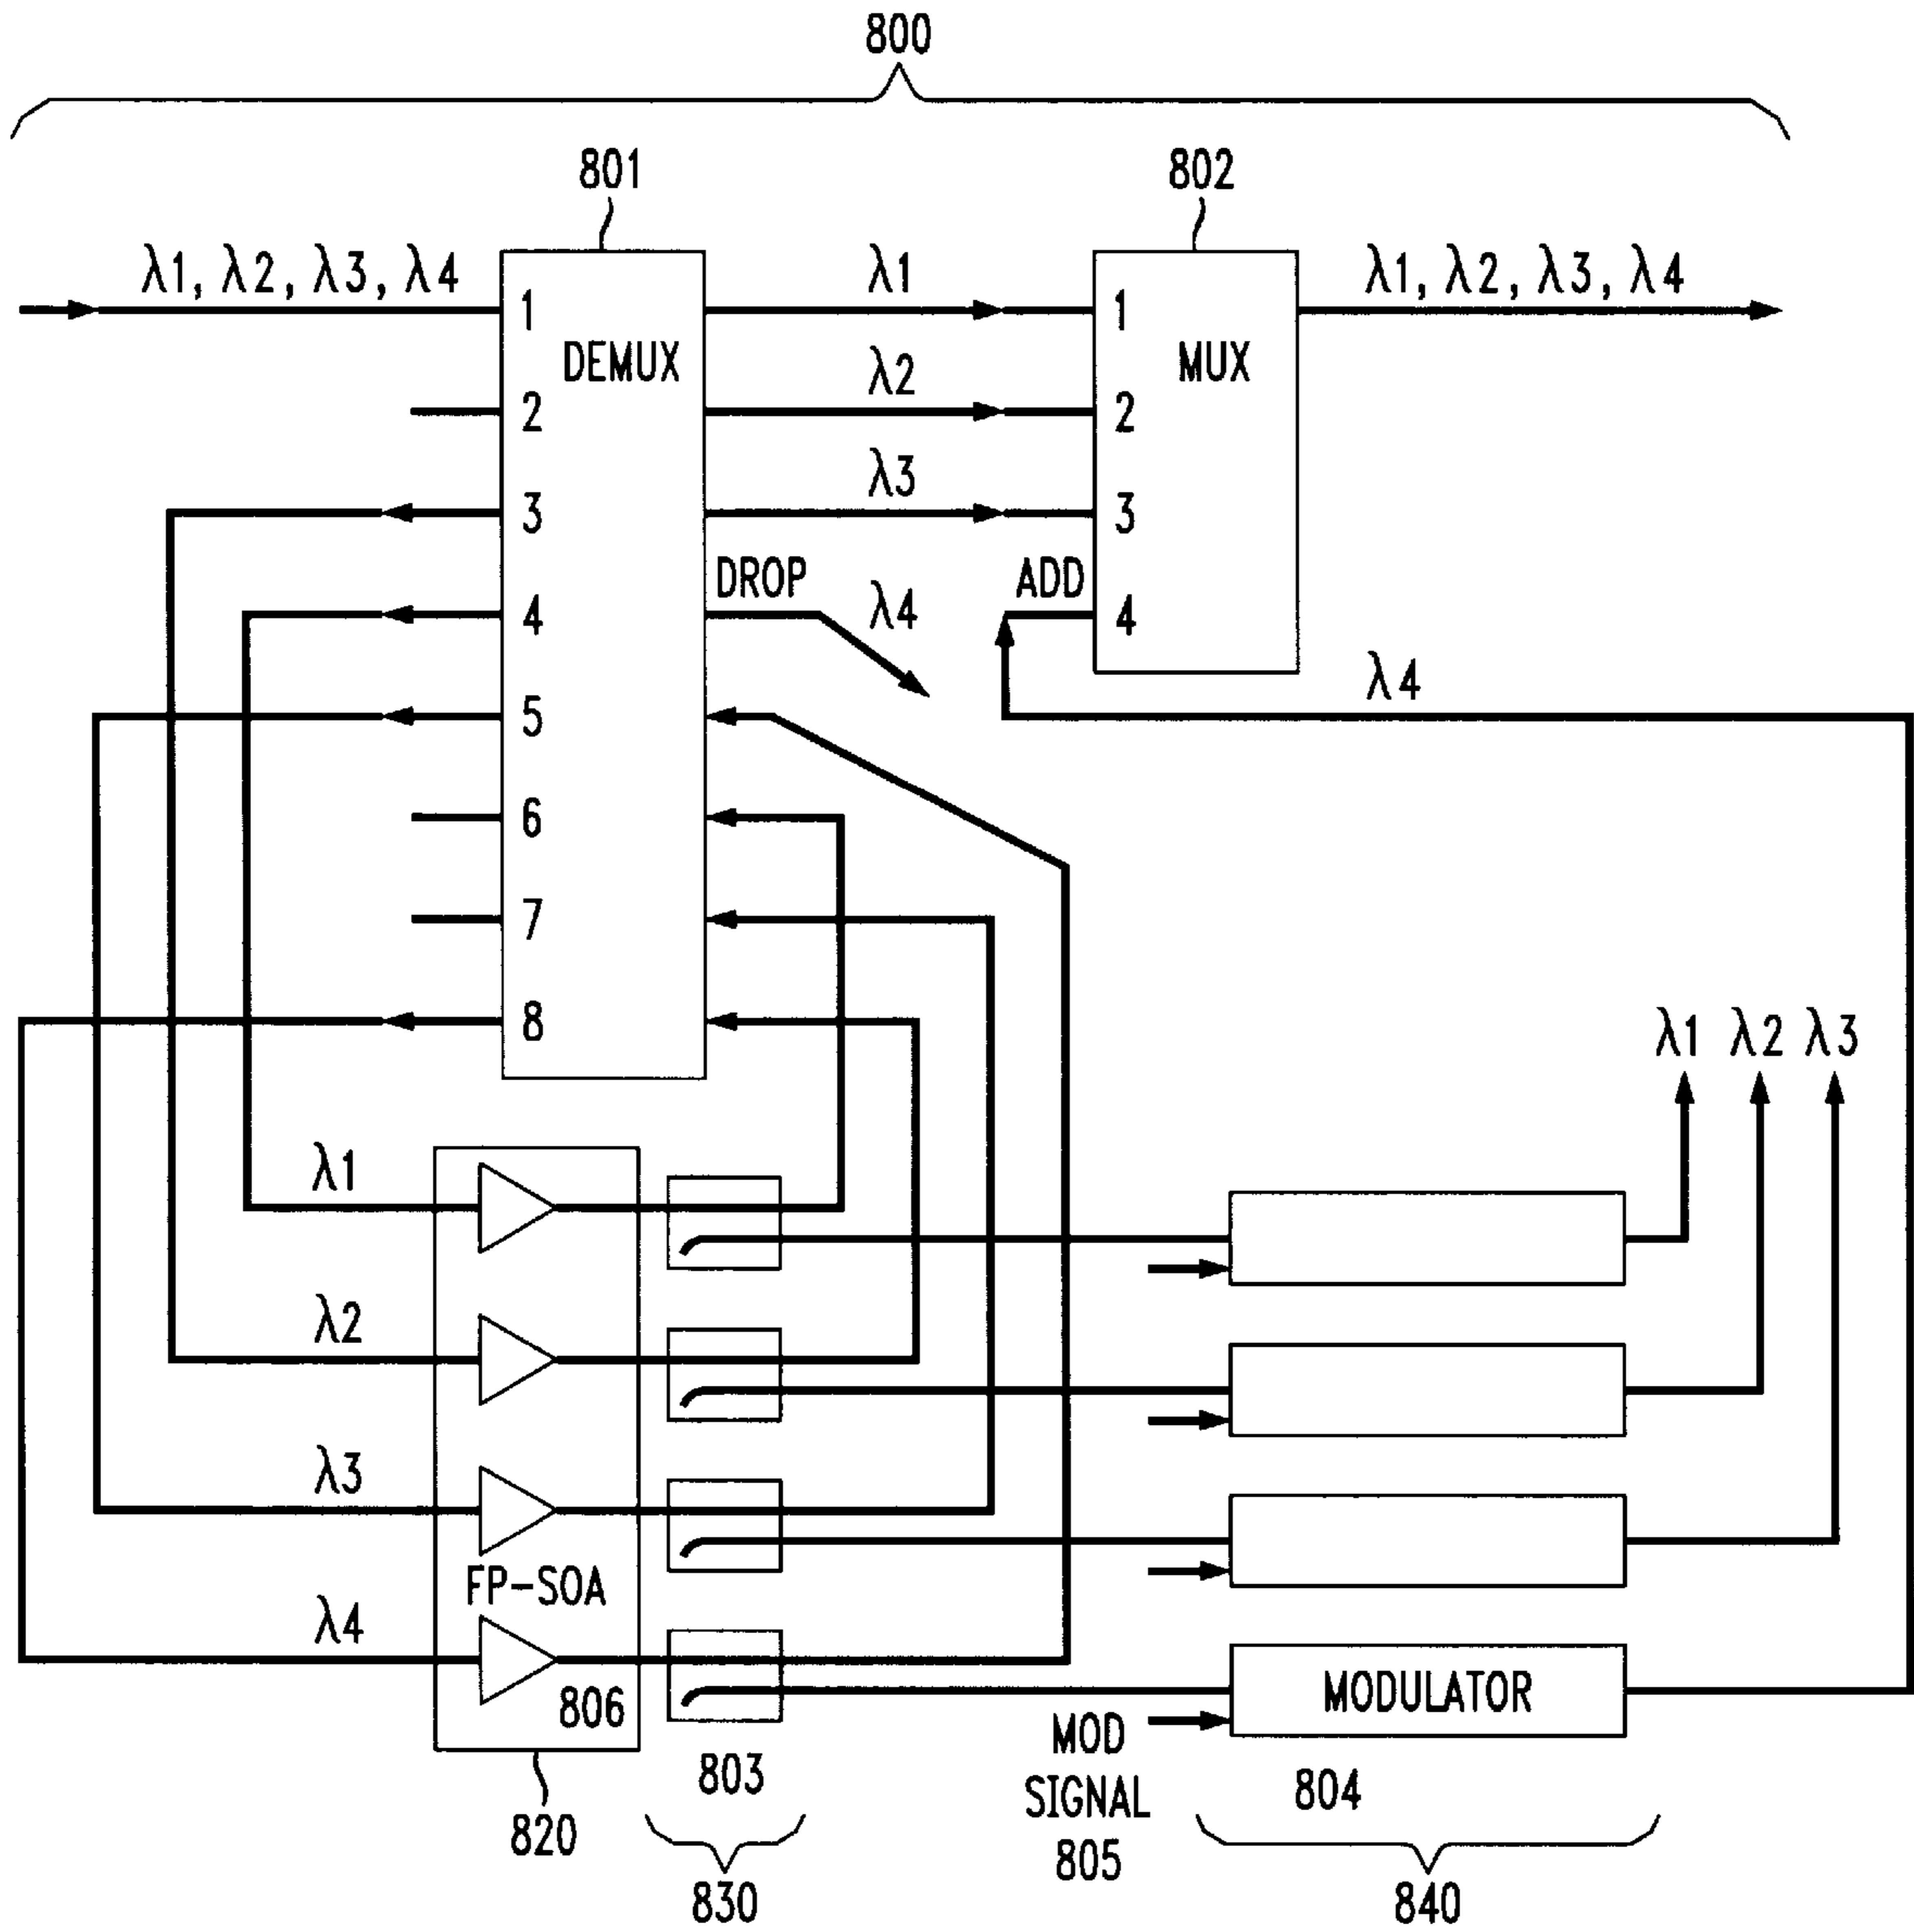 800
801
802
λ1, λ2, λ3, λ4
λ1
λ1, λ2, λ3, λ4
1
1
DEMUX
λ2
MUX
2
2
λ3
3
3
DROP
λ4
ADD
4
4
λ4
5
6
7
8
λ1 λ2 λ3
λ1
λ2
λ3
FP-SOA
λ4
806
MODULATOR
MOD
SIGNAL
805
803
804
820
830
840